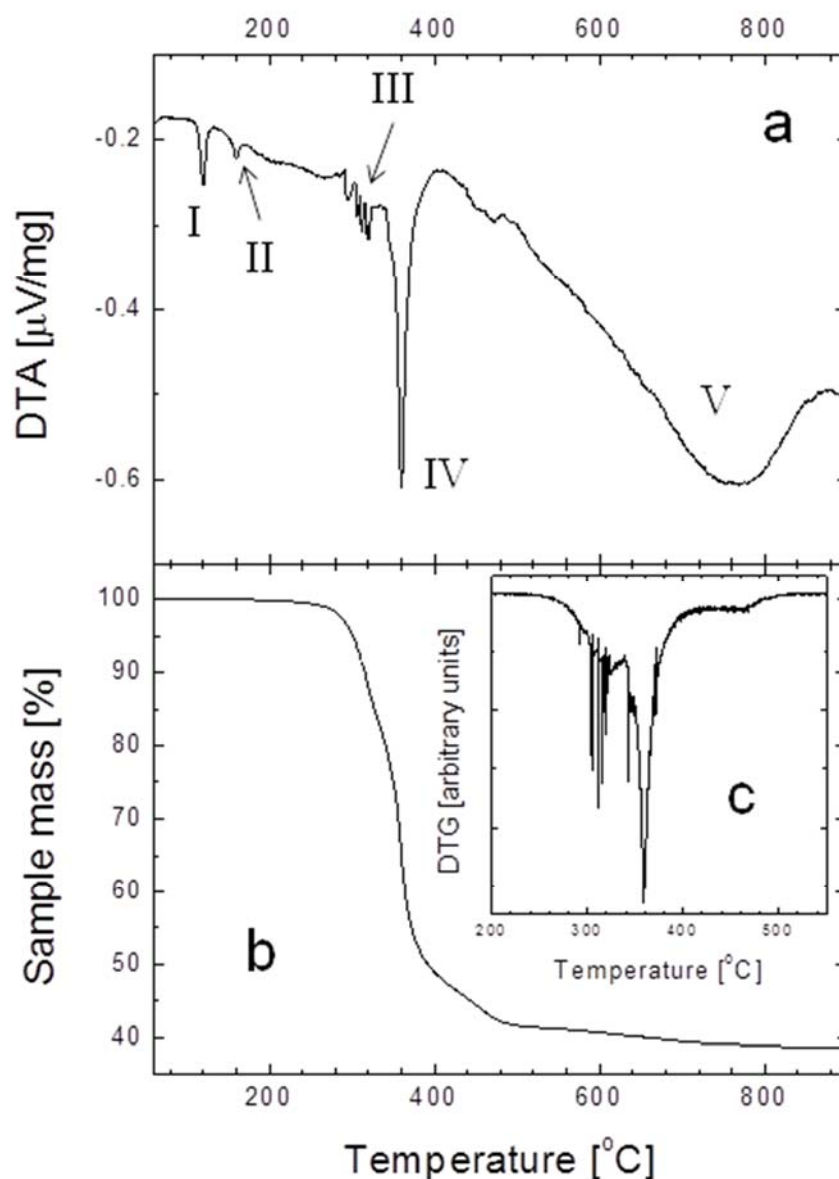 200 400 600 800
a
III
-0.2
I
II
DTA [μV/mg]
-0.4
V
IV
-0.6
100
90
80
70
60
50
40
Sample mass [%]
b
DTG [arbitrary units]
c
200 300 400 500
Temperature [°C]
200 400 600 800
Temperature [°C]